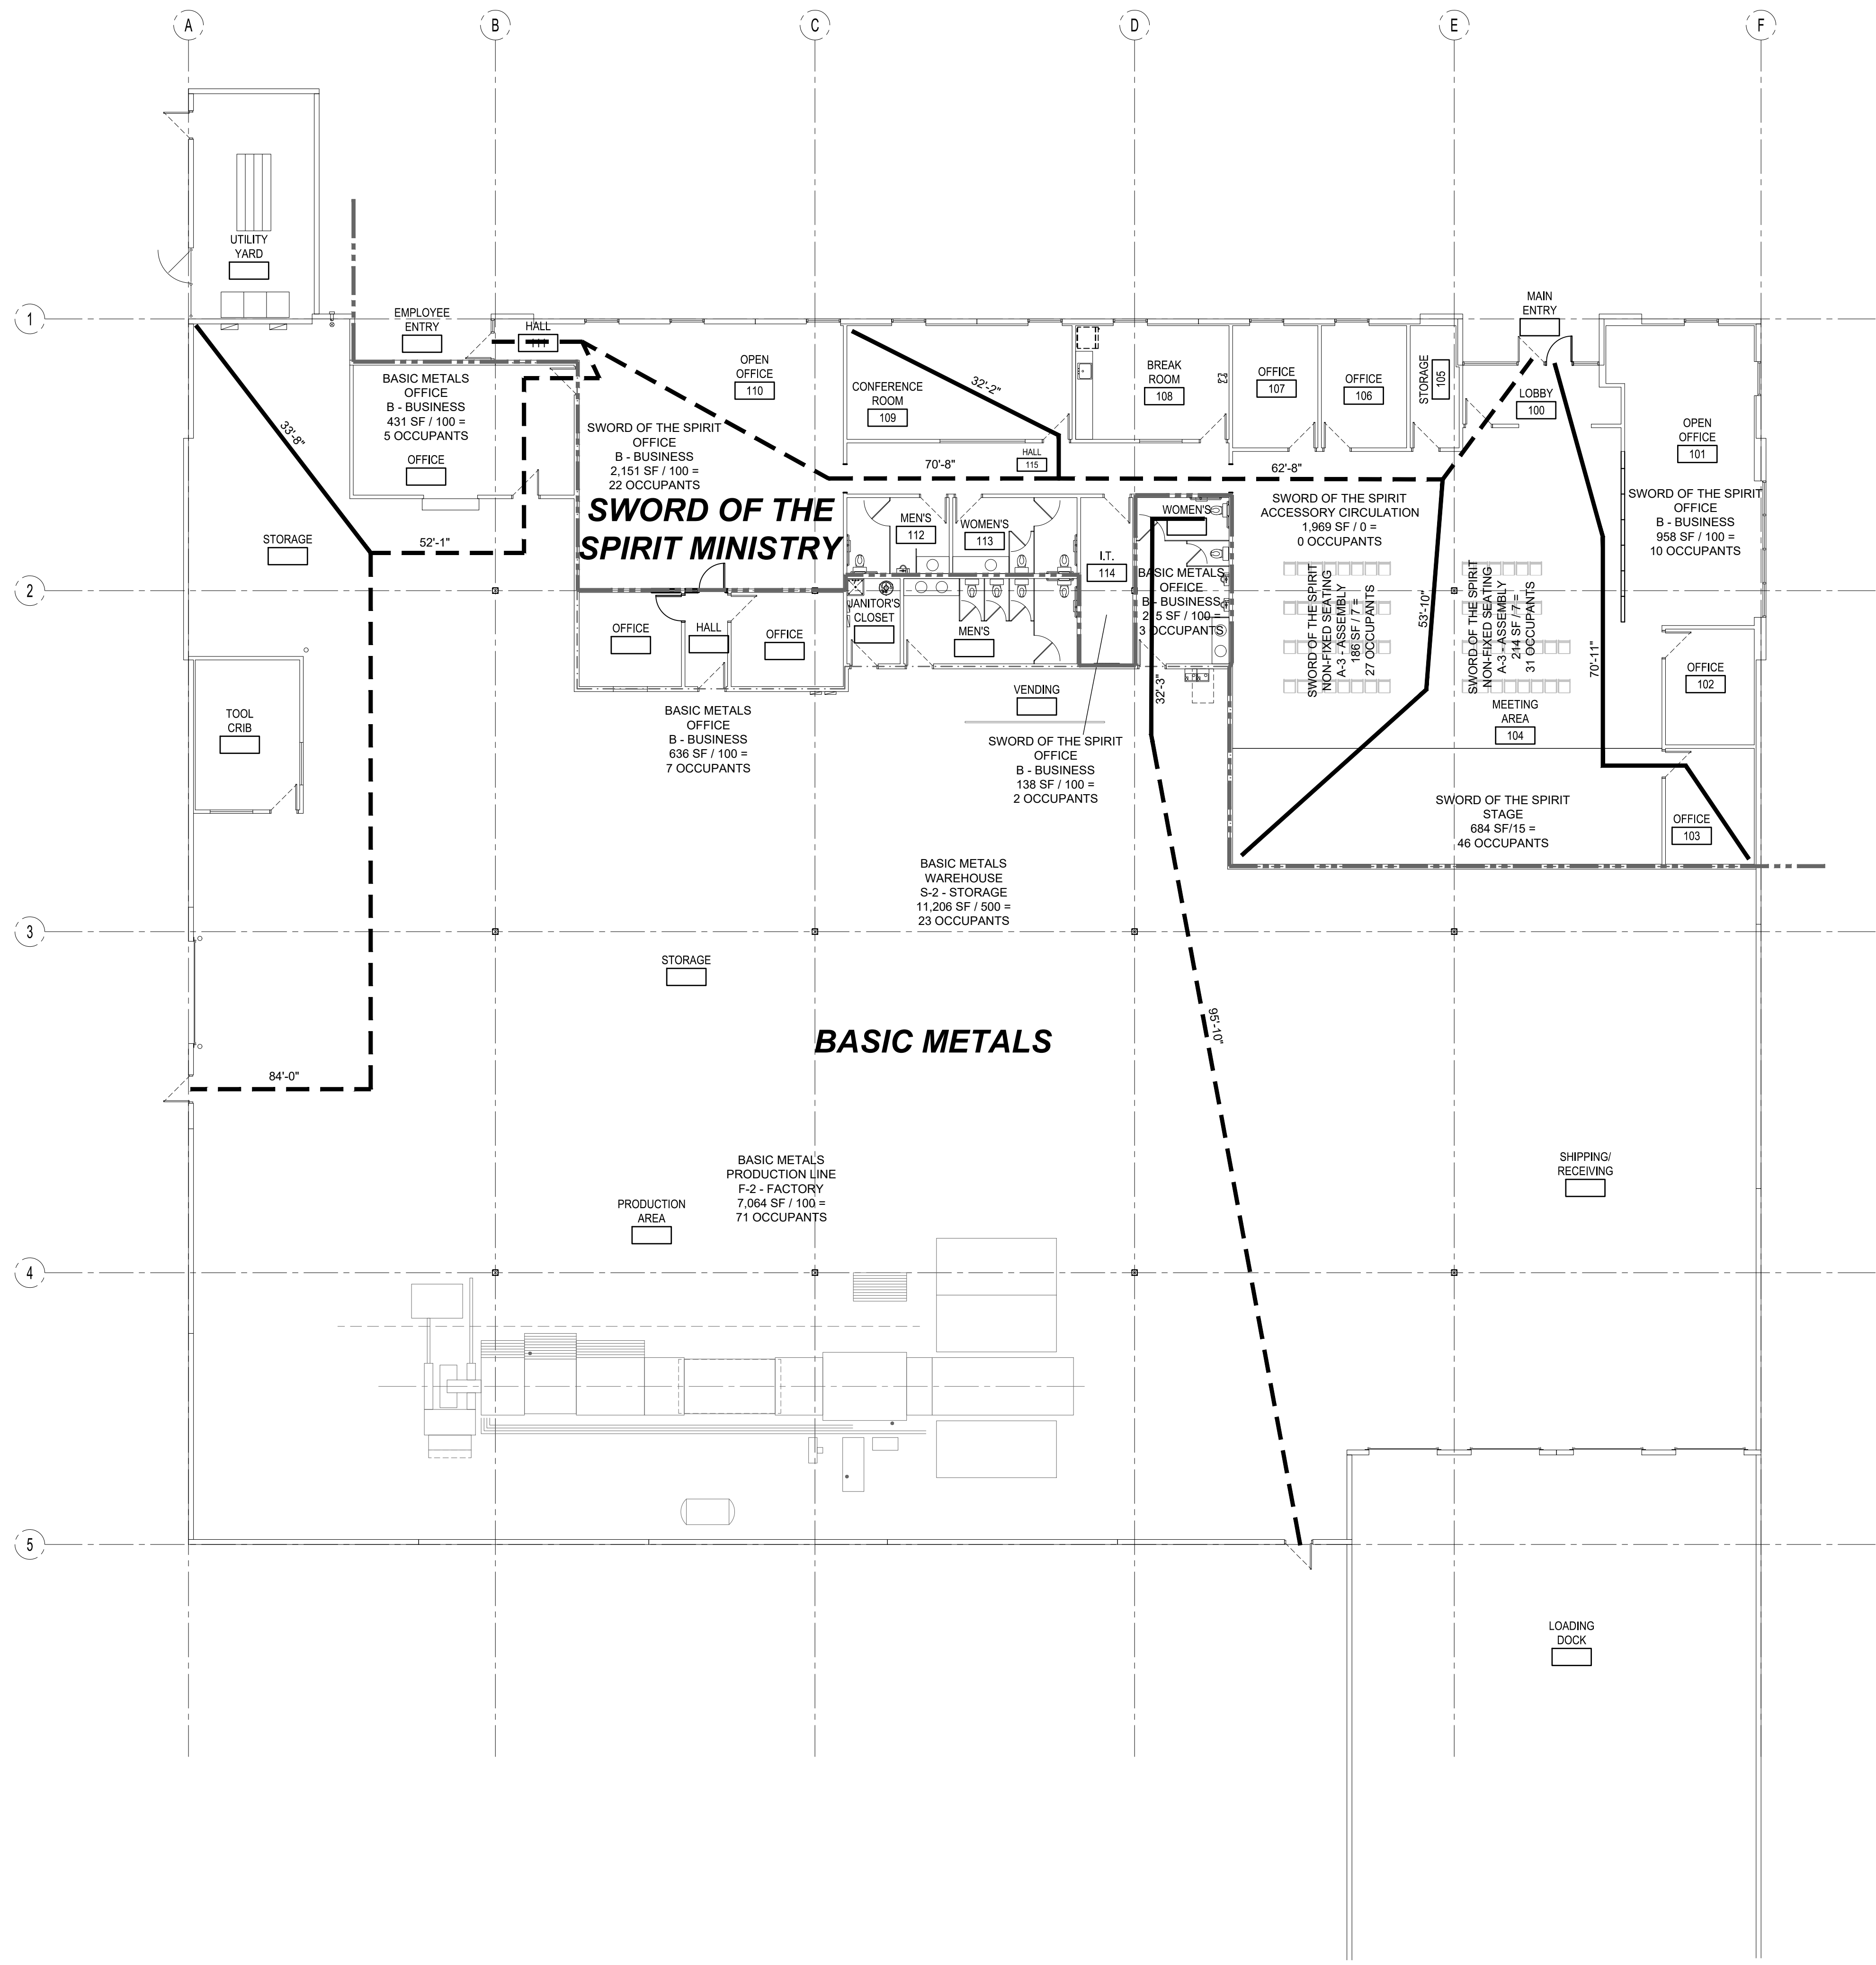 A
B
C
D
E
F
UTILITY
YARD
1
EMPLOYEE
ENTRY
HALL
MAIN
ENTRY
BASIC METALS
OFFICE
B - BUSINESS
431 SF / 100 =
5 OCCUPANTS
OFFICE
OPEN
OFFICE
110
CONFERENCE
ROOM
109
32'-2"
BREAK
ROOM
108
OFFICE
107
OFFICE
106
STORAGE
105
LOBBY
100
OPEN
OFFICE
101
33'-8"
SWORD OF THE SPIRIT
OFFICE
B - BUSINESS
2,151 SF / 100 =
22 OCCUPANTS
70'-8"
HALL
115
62'-8"
SWORD OF THE
SPIRIT MINISTRY
SWORD OF THE SPIRIT
ACCESSORY CIRCULATION
1,969 SF / 0 =
0 OCCUPANTS
SWORD OF THE SPIRIT
OFFICE
B - BUSINESS
958 SF / 100 =
10 OCCUPANTS
STORAGE
52'-1"
MEN'S
112
WOMEN'S
113
I.T.
114
WOMEN'S
BASIC METALS
OFFICE
B - BUSINESS
215 SF / 100 =
3 OCCUPANTS
2
OFFICE
HALL
OFFICE
JANITOR'S
CLOSET
MEN'S
SWORD OF THE SPIRIT
NON-FIXED SEATING
A-3 - ASSEMBLY
186 SF / 7 =
27 OCCUPANTS
53'-10"
SWORD OF THE SPIRIT
NON-FIXED SEATING
A-3 - ASSEMBLY
214 SF / 7 =
31 OCCUPANTS
70'-11"
OFFICE
102
TOOL
CRIB
BASIC METALS
OFFICE
B - BUSINESS
636 SF / 100 =
7 OCCUPANTS
VENDING
32'-3"
MEETING
AREA
104
SWORD OF THE SPIRIT
OFFICE
B - BUSINESS
138 SF / 100 =
2 OCCUPANTS
SWORD OF THE SPIRIT
STAGE
684 SF/15 =
46 OCCUPANTS
OFFICE
103
BASIC METALS
WAREHOUSE
S-2 - STORAGE
11,206 SF / 500 =
23 OCCUPANTS
3
STORAGE
95'-10"
BASIC METALS
84'-0"
BASIC METALS
PRODUCTION LINE
F-2 - FACTORY
7,064 SF / 100 =
71 OCCUPANTS
PRODUCTION
AREA
SHIPPING/
RECEIVING
4
5
LOADING
DOCK